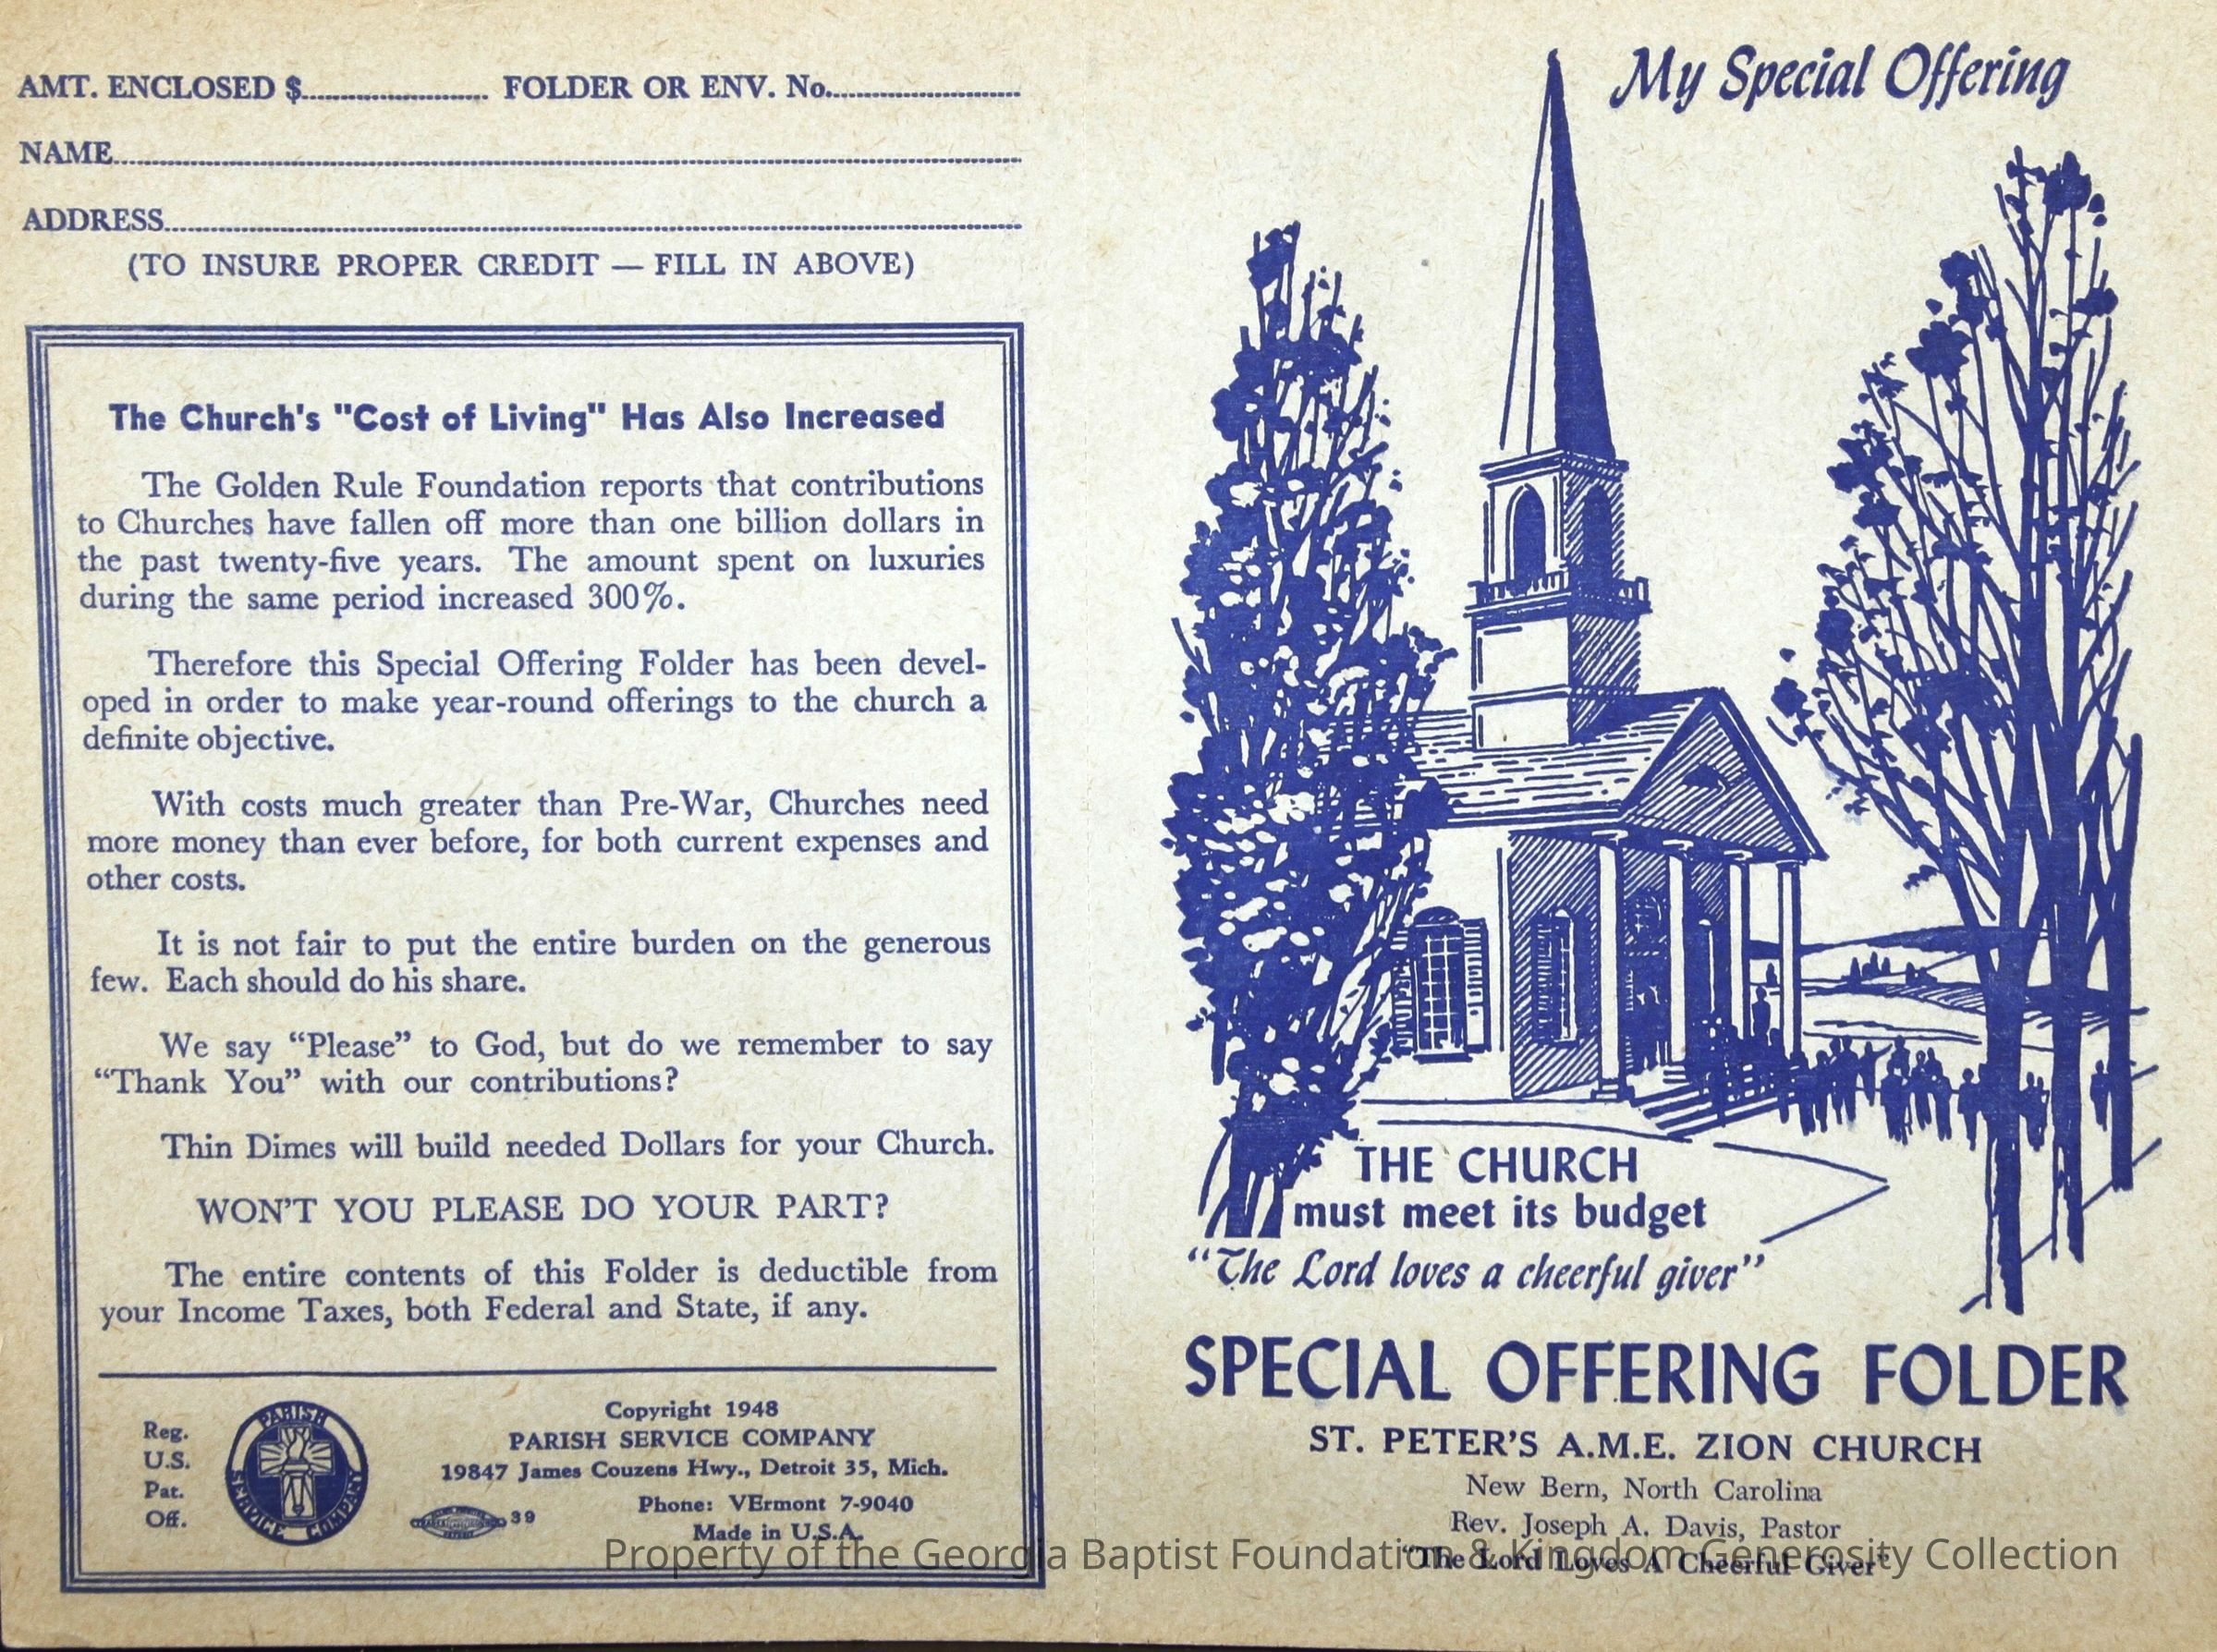 AMT. ENCLOSED $.............................. FOLDER OR ENV. No..............................
NAME....................................................................................................
ADDRESS....................................................................................................
(TO INSURE PROPER CREDIT — FILL IN ABOVE)
The Church's "Cost of Living" Has Also Increased
The Golden Rule Foundation reports that contributions
to Churches have fallen off more than one billion dollars in
the past twenty-five years. The amount spent on luxuries
during the same period increased 300%.
Therefore this Special Offering Folder has been devel-
oped in order to make year-round offerings to the church a
definite objective.
With costs much greater than Pre-War, Churches need
more money than ever before, for both current expenses and
other costs.
It is not fair to put the entire burden on the generous
few. Each should do his share.
We say “Please” to God, but do we remember to say
“Thank You” with our contributions?
Thin Dimes will build needed Dollars for your Church.
WON'T YOU PLEASE DO YOUR PART?
The entire contents of this Folder is deductible from
your Income Taxes, both Federal and State, if any.
Reg.
U.S.
Pat.
Off.
PARISH
SERVICE COMPANY
Copyright 1948
PARISH SERVICE COMPANY
19847 James Couzens Hwy., Detroit 35, Mich.
39
Phone: VErmont 7-9040
Made in U.S.A.
My Special Offering
THE CHURCH
must meet its budget
“The Lord loves a cheerful giver”
SPECIAL OFFERING FOLDER
ST. PETER'S A.M.E. ZION CHURCH
New Bern, North Carolina
Rev. Joseph A. Davis, Pastor
“The Lord Loves A Cheerful Giver”
Property of the Georgia Baptist Foundation & Kingdom Generosity Collection